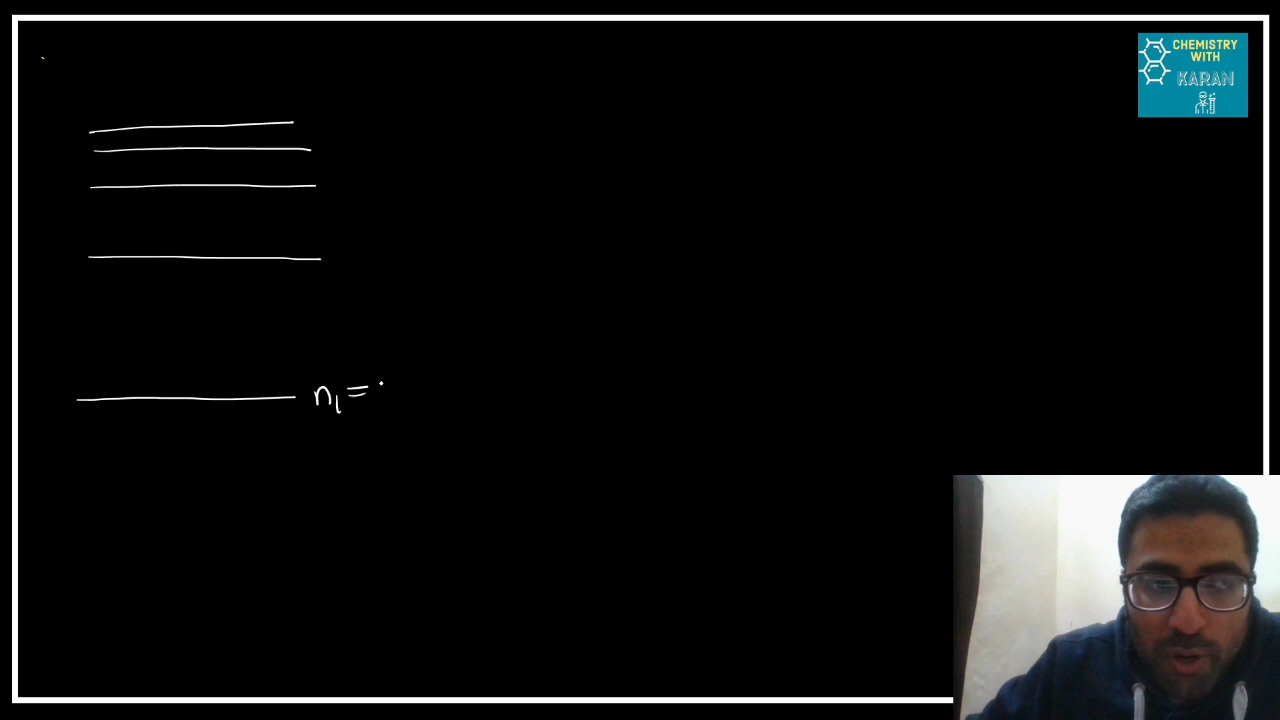 CHEMISTRY
WITH
KARAN
n₁ =